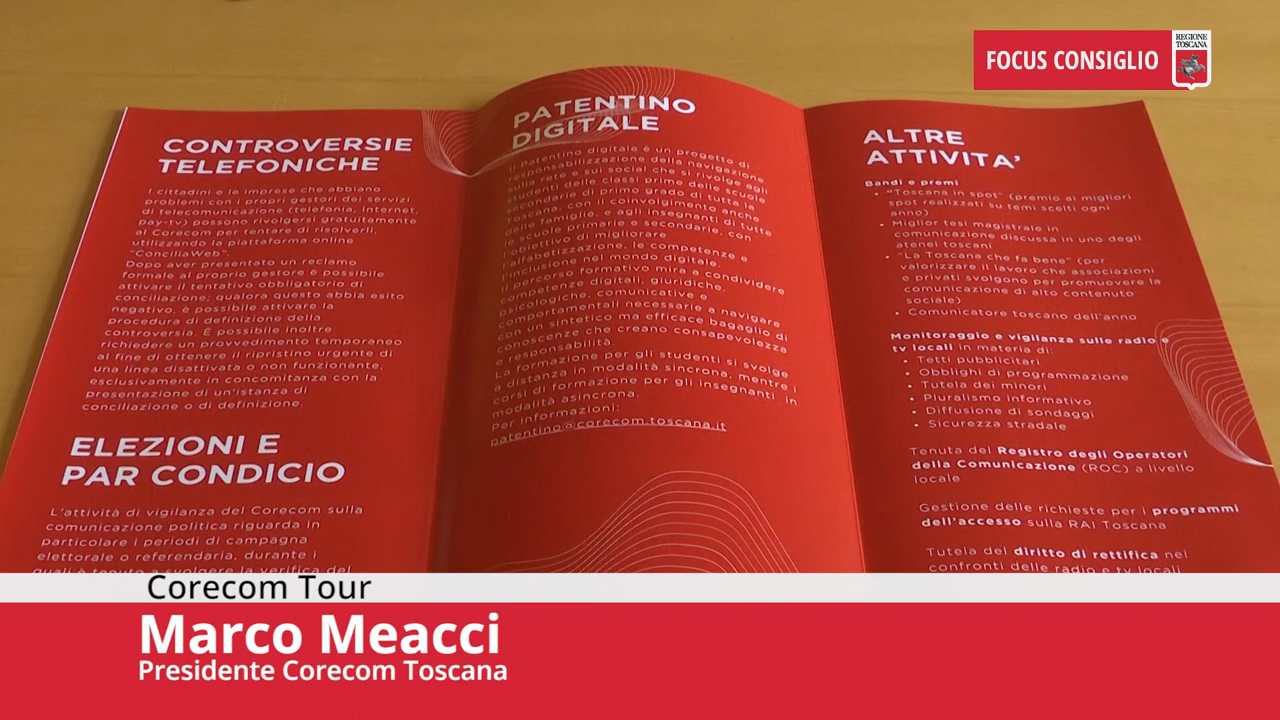 FOCUS CONSIGLIO
REGIONE
TOSCANA
CONTROVERSIE
TELEFONICHE
I cittadini e le imprese che abbiano
problemi con i propri gestori dei servizi
di telecomunicazione (telefonia, internet,
pay-tv) possono rivolgersi gratuitamente
al Corecom per tentare di risolverli,
utilizzando la piattaforma online
"ConciliaWeb".
Dopo aver presentato un reclamo
formale al proprio gestore è possibile
attivare il tentativo obbligatorio di
conciliazione; qualora questo abbia esito
negativo, è possibile attivare la
procedura di definizione della
controversia. È possibile inoltre
richiedere un provvedimento temporaneo
al fine di ottenere il ripristino urgente di
una linea disattivata o non funzionante,
esclusivamente in concomitanza con la
presentazione di un'istanza di
conciliazione o di definizione.
ELEZIONI E
PAR CONDICIO
L'attività di vigilanza del Corecom sulla
comunicazione politica riguarda in
particolare i periodi di campagna
elettorale o referendaria, durante i
quali è tenuto a svolgere la verifica del
PATENTINO
DIGITALE
Il Patentino digitale è un progetto di
responsabilizzazione della navigazione
sulla rete e sui social che si rivolge agli
studenti delle classi prime delle scuole
secondarie di primo grado di tutta la
Toscana, con il coinvolgimento anche
delle famiglie, e agli insegnanti di tutte
le scuole primarie e secondarie, con
l'obiettivo di migliorare
l'alfabetizzazione, le competenze e
l'inclusione nel mondo digitale.
Il percorso formativo mira a condividere
competenze digitali, giuridiche,
psicologiche, comunicative e
comportamentali necessarie a navigare
con un sintetico ma efficace bagaglio di
conoscenze che creano consapevolezza
e responsabilità.
La formazione per gli studenti si svolge
a distanza in modalità sincrona, mentre i
corsi di formazione per gli insegnanti in
modalità asincrona.
Per informazioni:
patentino@corecom.toscana.it
ALTRE
ATTIVITA'
Bandi e premi
• "Toscana in spot" (premio ai migliori
spot realizzati su temi scelti ogni
anno)
• Miglior tesi magistrale in
comunicazione discussa in uno degli
atenei toscani
• "La Toscana che fa bene" (per
valorizzare il lavoro che associazioni
e privati svolgono per promuovere la
comunicazione di alto contenuto
sociale)
• Comunicatore toscano dell'anno
Monitoraggio e vigilanza sulle radio e
tv locali in materia di:
• Tetti pubblicitari
• Obblighi di programmazione
• Tutela dei minori
• Pluralismo informativo
• Diffusione di sondaggi
• Sicurezza stradale
Tenuta del Registro degli Operatori
della Comunicazione (ROC) a livello
locale
Gestione delle richieste per i programmi
dell'accesso sulla RAI Toscana
Tutela del diritto di rettifica nei
confronti delle radio e tv locali
Corecom Tour
Marco Meacci
Presidente Corecom Toscana